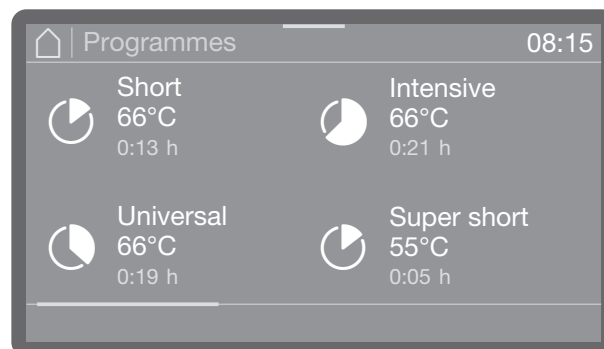 Programmes 08:15
Short
66°C
0:13 h
Intensive
66°C
0:21 h
Universal
66°C
0:19 h
Super short
55°C
0:05 h